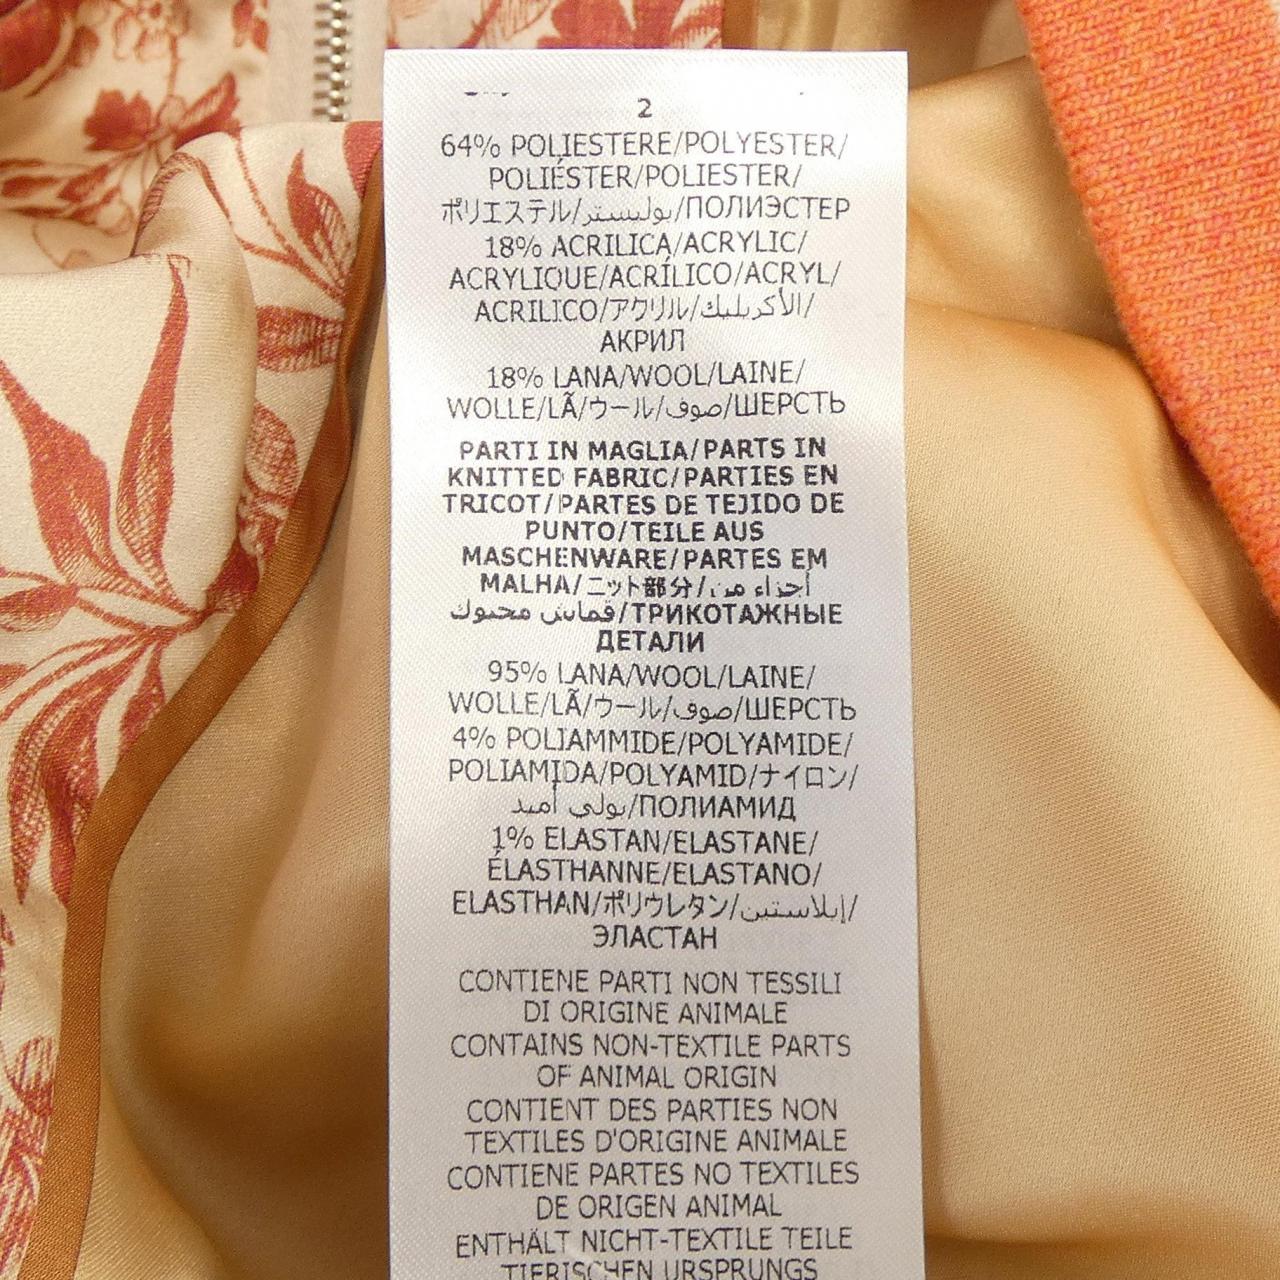 2
64% POLIESTERE/POLYESTER/
POLIÉSTER/POLIESTER/
ポリエステル/بوليستر/ПОЛИЭСТЕР
18% ACRILICA/ACRYLIC/
ACRYLIQUE/ACRÍLICO/ACRYL/
ACRILICO/アクリル/الأكريليك/
АКРИЛ
18% LANA/WOOL/LAINE/
WOLLE/LÃ/ウール/صوف/ШЕРСТЬ
PARTI IN MAGLIA/PARTS IN
KNITTED FABRIC/PARTIES EN
TRICOT/PARTES DE TEJIDO DE
PUNTO/TEILE AUS
MASCHENWARE/PARTES EM
MALHA/ニット部分/أجزاء من
قماش محبوك/ТРИКОТАЖНЫЕ
ДЕТАЛИ
95% LANA/WOOL/LAINE/
WOLLE/LÃ/ウール/صوف/ШЕРСТЬ
4% POLIAMMIDE/POLYAMIDE/
POLIAMIDA/POLYAMID/ナイロン/
بولي أميد/ПОЛИАМИД
1% ELASTAN/ELASTANE/
ÉLASTHANNE/ELASTANO/
ELASTHAN/ポリウレタン/إيلاستين/
ЭЛАСТАН
CONTIENE PARTI NON TESSILI
DI ORIGINE ANIMALE
CONTAINS NON-TEXTILE PARTS
OF ANIMAL ORIGIN
CONTIENT DES PARTIES NON
TEXTILES D'ORIGINE ANIMALE
CONTIENE PARTES NO TEXTILES
DE ORIGEN ANIMAL
ENTHÄLT NICHT-TEXTILE TEILE
TIERISCHEN URSPRUNGS